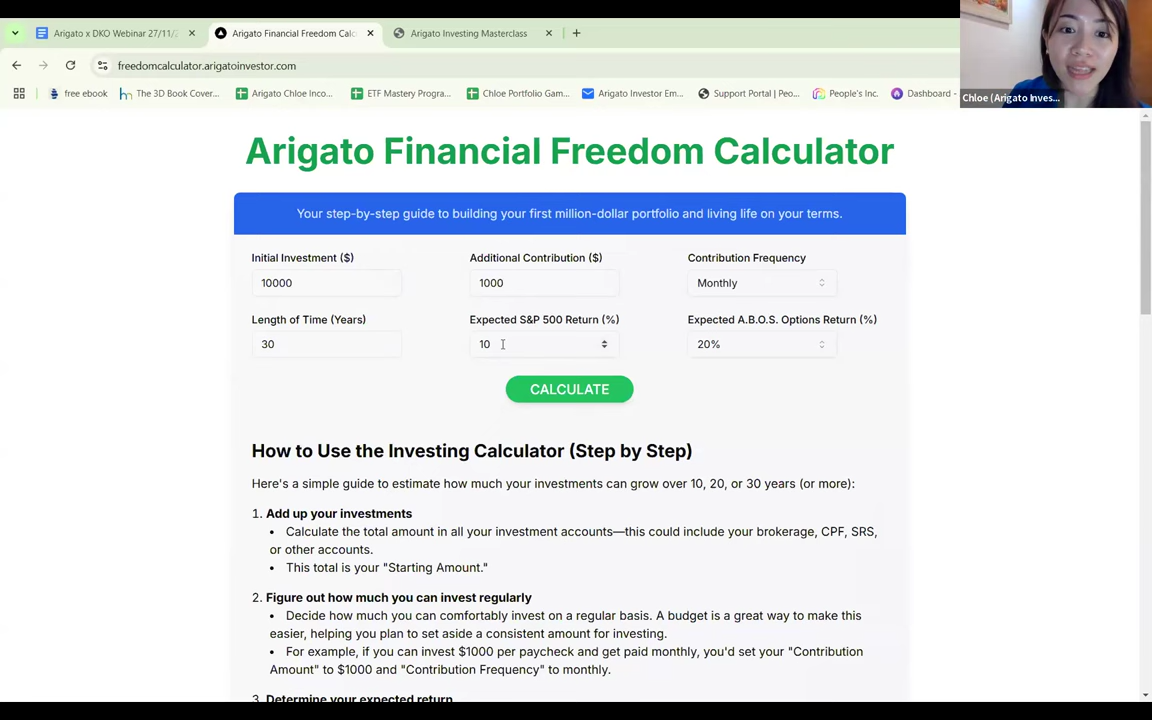 Arigato x DKO Webinar 27/11/2
Arigato Financial Freedom Calc
Arigato Investing Masterclass
freedomcalculator.arigatoinvestor.com
free ebook
The 3D Book Cover...
Arigato Chloe Inco...
ETF Mastery Progra...
Chloe Portfolio Gam...
Arigato Investor Em...
Support Portal | Peo...
People's Inc.
Dashboard -
Chloe (Arigato Inves...
Arigato Financial Freedom Calculator
Your step-by-step guide to building your first million-dollar portfolio and living life on your terms.
Initial Investment ($)
Additional Contribution ($)
Contribution Frequency
10000
1000
Monthly
Length of Time (Years)
Expected S&P 500 Return (%)
Expected A.B.O.S. Options Return (%)
30
10
20%
CALCULATE
How to Use the Investing Calculator (Step by Step)
Here's a simple guide to estimate how much your investments can grow over 10, 20, or 30 years (or more):
1. Add up your investments
• Calculate the total amount in all your investment accounts—this could include your brokerage, CPF, SRS,
or other accounts.
• This total is your "Starting Amount."
2. Figure out how much you can invest regularly
• Decide how much you can comfortably invest on a regular basis. A budget is a great way to make this
easier, helping you plan to set aside a consistent amount for investing.
• For example, if you can invest $1000 per paycheck and get paid monthly, you'd set your "Contribution
Amount" to $1000 and "Contribution Frequency" to monthly.
3. Determine your expected return